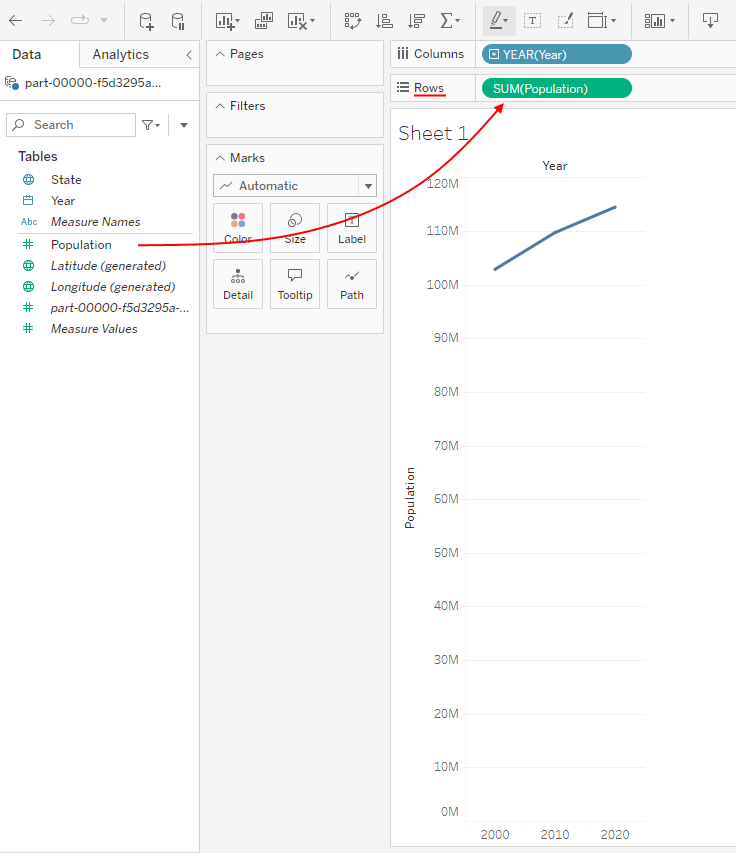 Data
Analytics
part-00000-f5d3295a...
Search
Tables
State
Year
Abc Measure Names
Population
Latitude (generated)
Longitude (generated)
part-00000-f5d3295a-...
Measure Values
Pages
Filters
Marks
Automatic
Color Size Label
Detail Tooltip Path
Columns YEAR(Year)
Rows SUM(Population)
Sheet 1
Year
120M
110M
100M
90M
80M
70M
60M
50M
40M
30M
20M
10M
0M
Population
2000 2010 2020